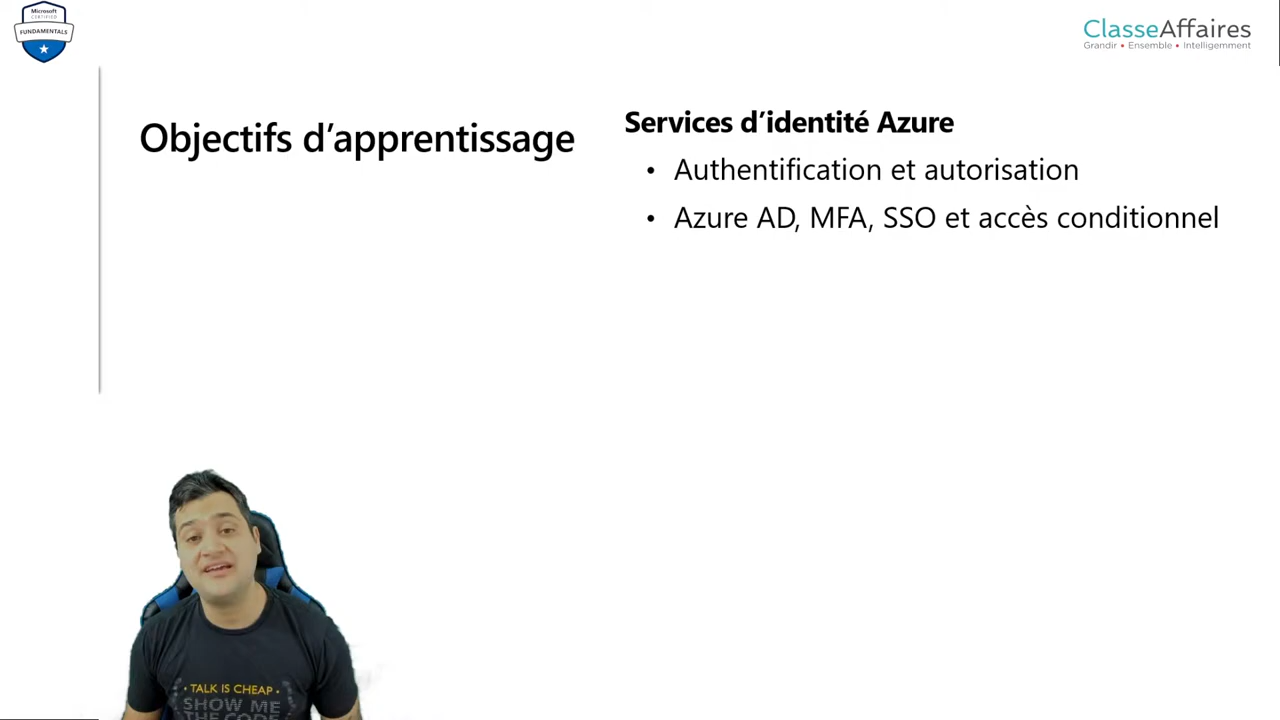 Microsoft
CERTIFIED
FUNDAMENTALS
ClasseAffaires
Grandir • Ensemble • Intelligemment
Objectifs d’apprentissage
Services d’identité Azure
• Authentification et autorisation
• Azure AD, MFA, SSO et accès conditionnel
• TALK IS CHEAP •
SHOW ME
THE CODE